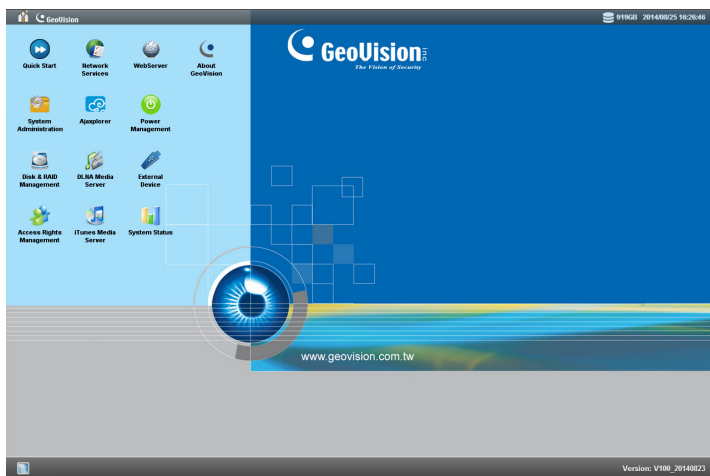 GeoVision
919GB 2014/08/25 16:26:46
Quick Start
Network
Services
WebServer
About
GeoVision
System
Administration
Ajaxplorer
Power
Management
Disk & RAID
Management
DLNA Media
Server
External
Device
Access Rights
Management
iTunes Media
Server
System Status
GeoVision Inc
The Vision of Security
www.geovision.com.tw
Version: V100_20140823